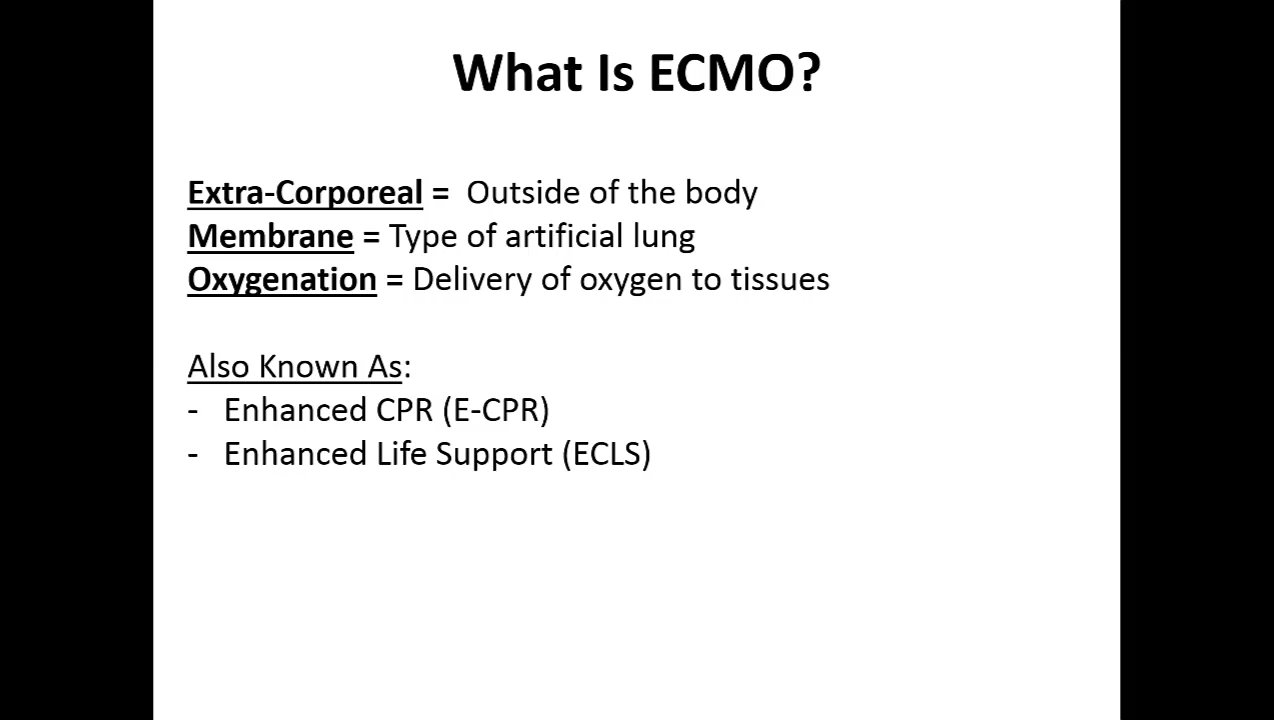 What Is ECMO?
Extra-Corporeal = Outside of the body
Membrane = Type of artificial lung
Oxygenation = Delivery of oxygen to tissues
Also Known As:
- Enhanced CPR (E-CPR)
- Enhanced Life Support (ECLS)